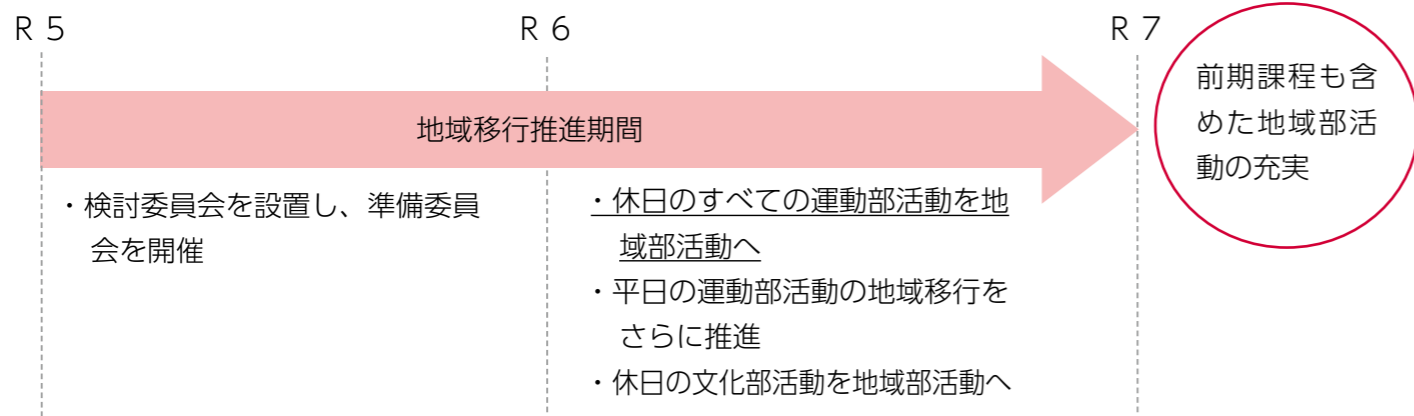 R 5
R 6
R 7
地域移行推進期間
前期課程も含
めた地域部活
動の充実
・検討委員会を設置し、準備委員
会を開催
・休日のすべての運動部活動を地
域部活動へ
・平日の運動部活動の地域移行を
さらに推進
・休日の文化部活動を地域部活動へ